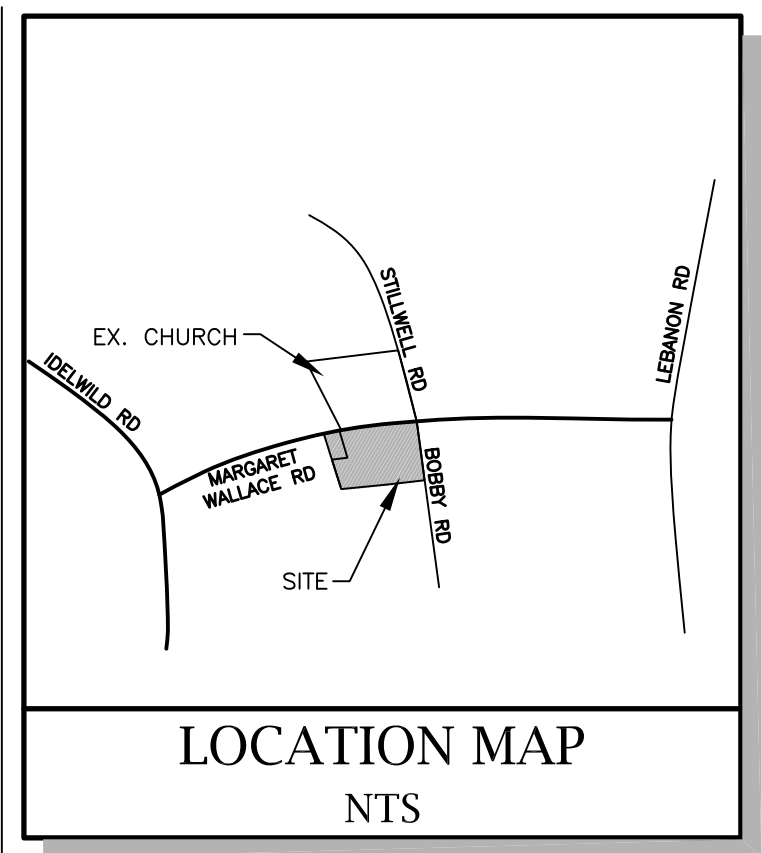 STILLWELL RD
LEBANON RD
EX. CHURCH
IDELWILD RD
MARGARET
WALLACE RD
BOBBY RD
SITE
LOCATION MAP
NTS